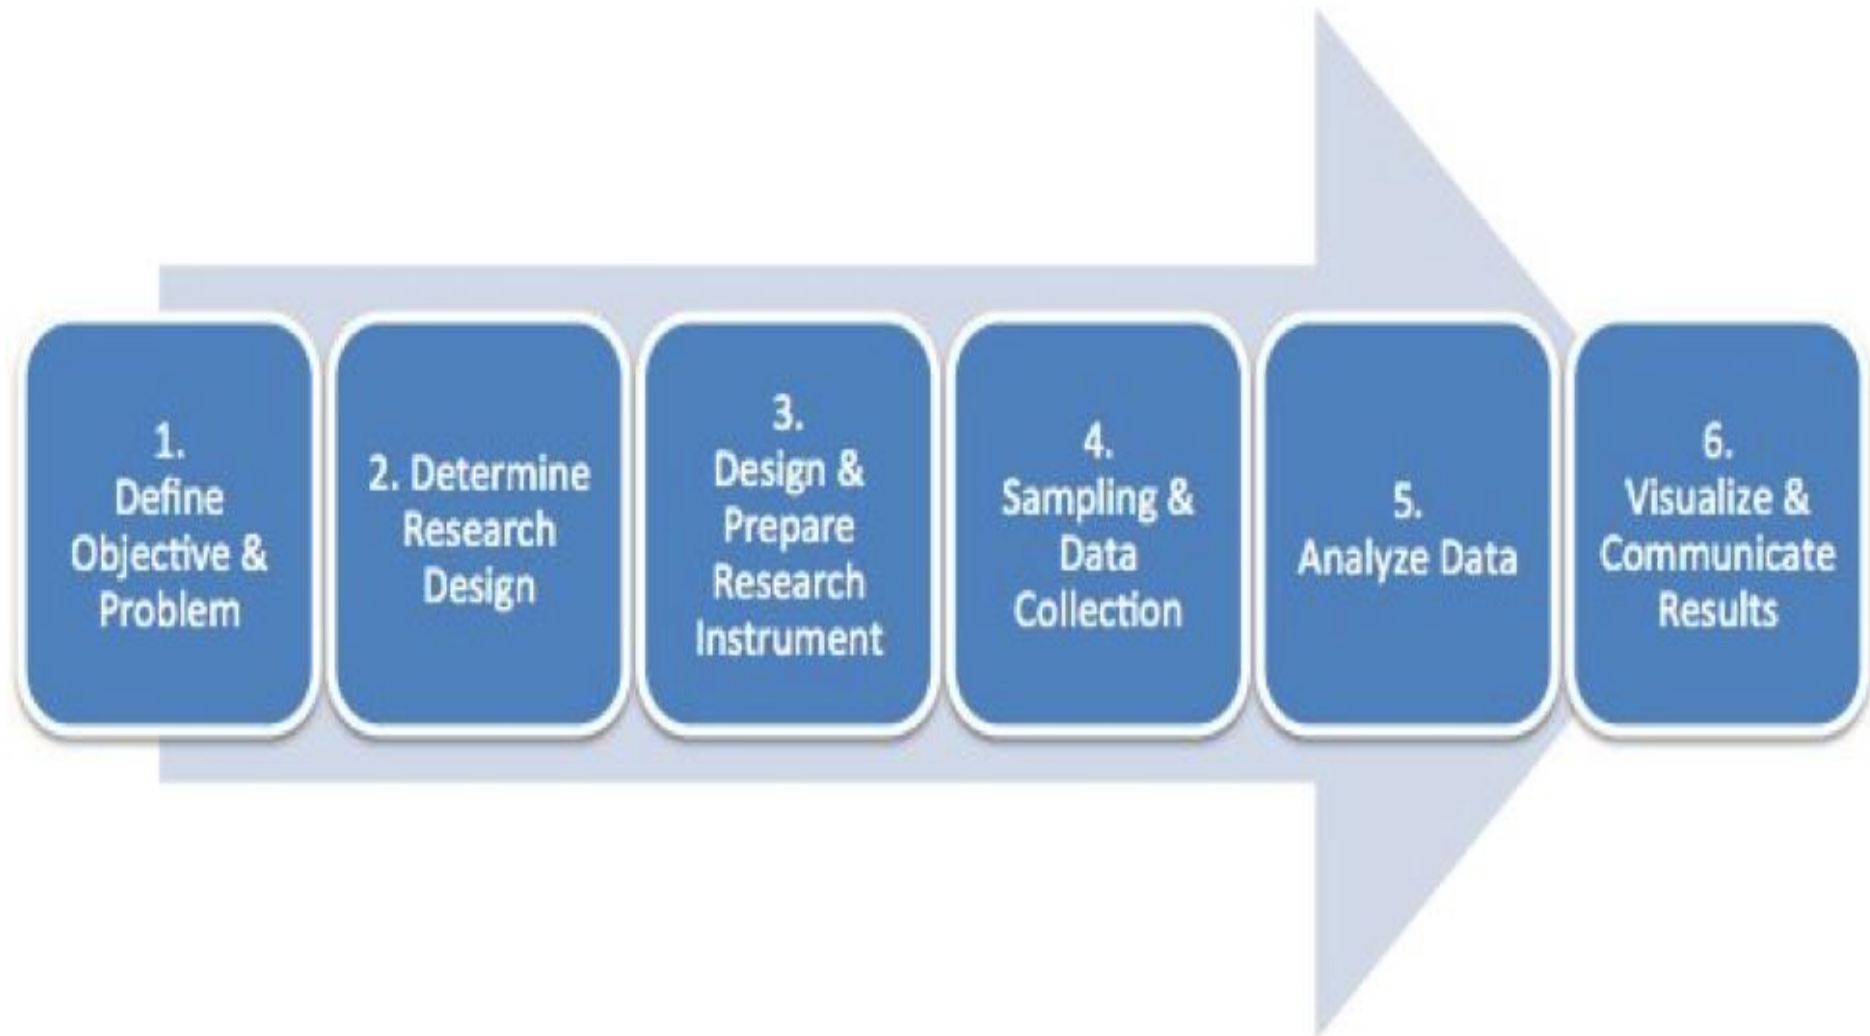 1.
Define
Objective &
Problem
2. Determine
Research
Design
3.
Design &
Prepare
Research
Instrument
4.
Sampling &
Data
Collection
5.
Analyze Data
6.
Visualize &
Communicate
Results